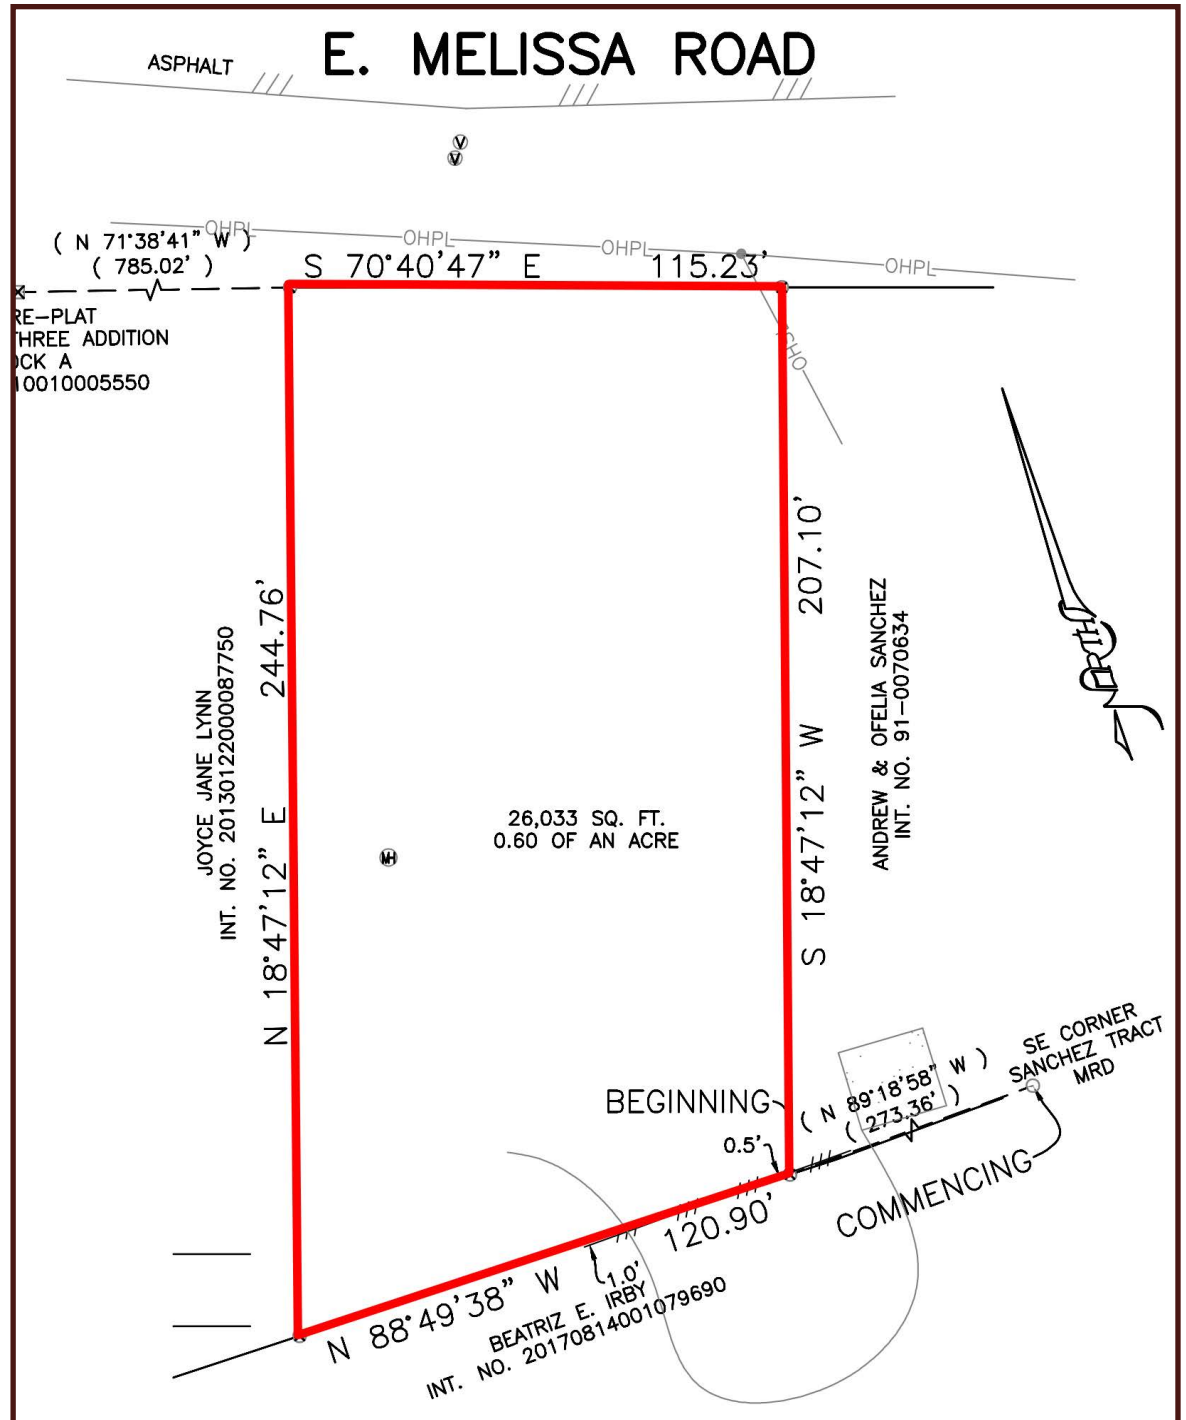 E. MELISSA ROAD
ASPHALT
V
V
OHPL
OHPL
OHPL
OHPL
( N 71°38'41" W )
( 785.02' )
S 70°40'47" E 115.23'
RE-PLAT
THREE ADDITION
OCK A
10010005550
OHSL
N 18°47'12" E 244.76'
JOYCE JANE LYNN
INT. NO. 20130122000087750
26,033 SQ. FT.
0.60 OF AN ACRE
MH
S 18°47'12" W 207.10'
ANDREW & OFELIA SANCHEZ
INT. NO. 91-0070634
SE CORNER
SANCHEZ TRACT
MRD
BEGINNING
( N 89°18'58" W )
( 273.36' )
0.5'
COMMENCING
N 88°49'38" W 120.90'
1.0'
BEATRIZ E. IRBY
INT. NO. 20170814001079690